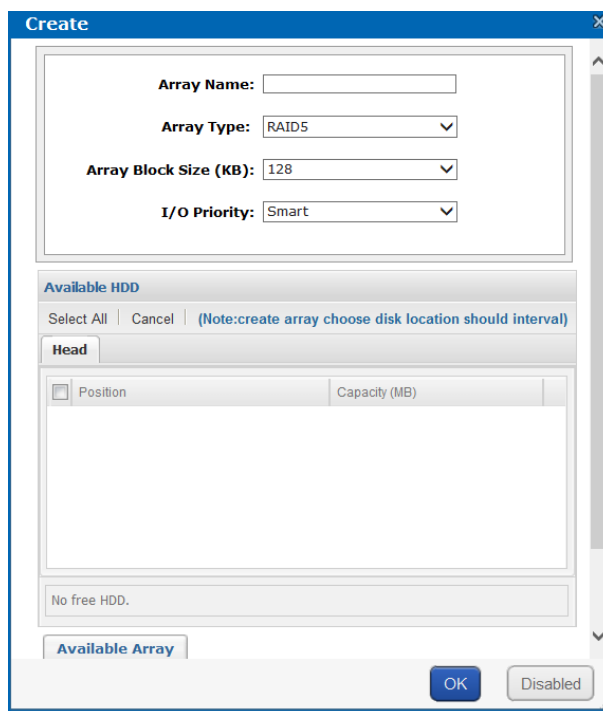 Create
Array Name:
Array Type: RAID5
Array Block Size (KB): 128
I/O Priority: Smart
Available HDD
Select All Cancel (Note:create array choose disk location should interval)
Head
Position Capacity (MB)
No free HDD.
Available Array
OK Disabled